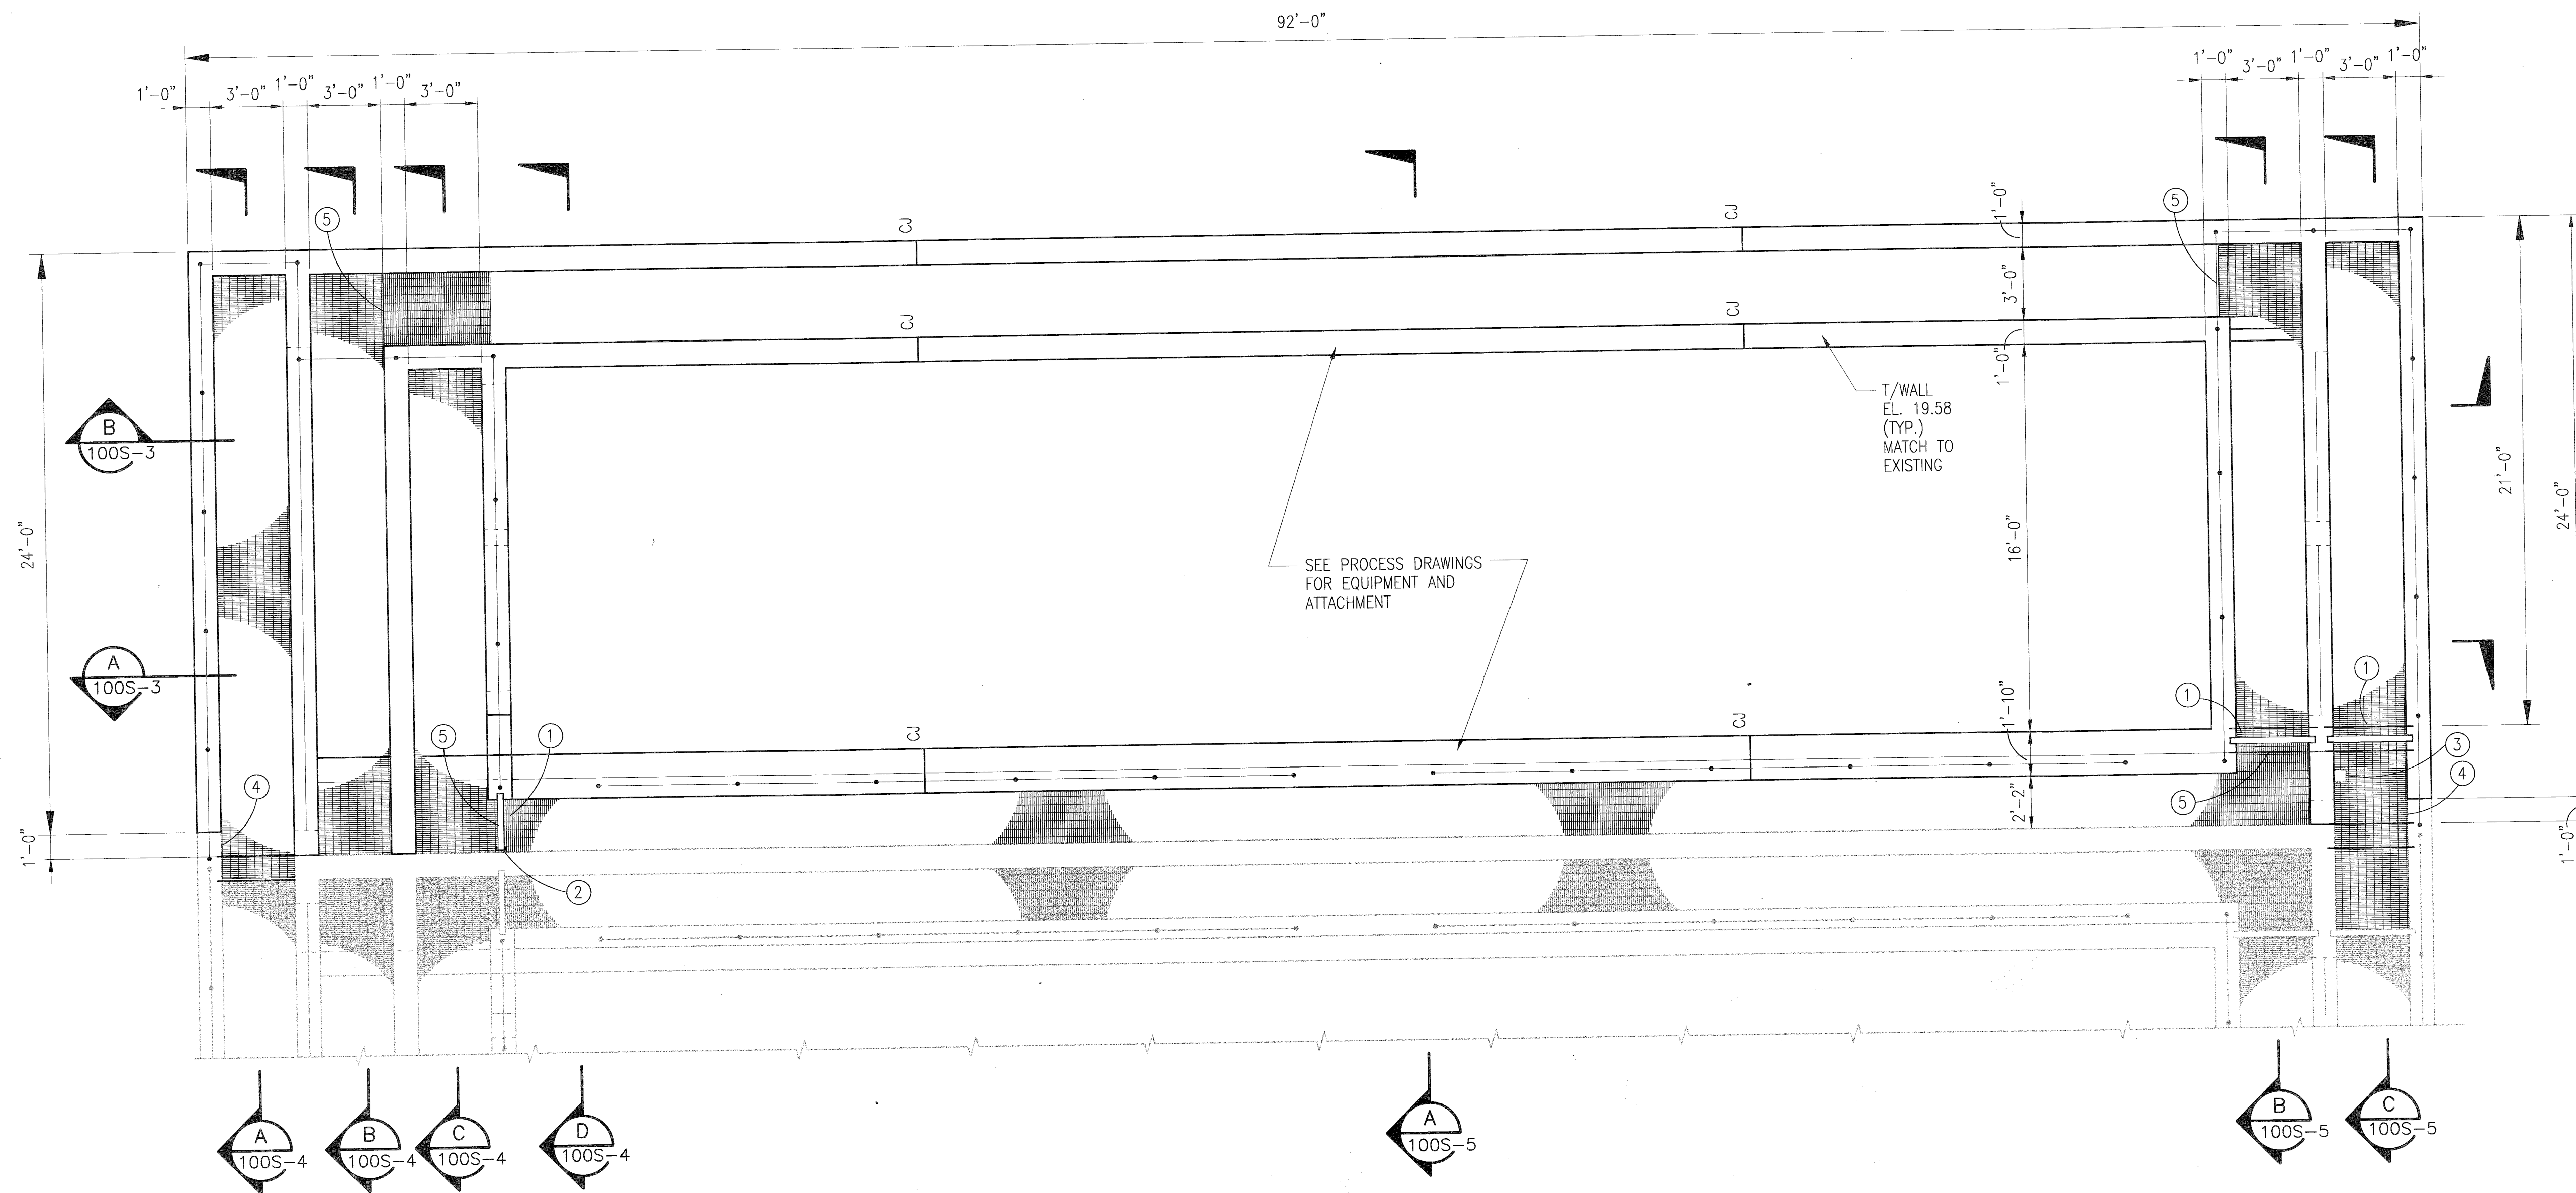 92'-0"
1'-0"
3'-0"
1'-0"
3'-0"
1'-0"
3'-0"
1'-0"
3'-0"
1'-0"
3'-0"
1'-0"
5
5
CJ
CJ
1'-0"
3'-0"
CJ
CJ
1'-0"
T/WALL
EL. 19.58
(TYP.)
MATCH TO
EXISTING
B
100S-3
24'-0"
21'-0"
24'-0"
16'-0"
SEE PROCESS DRAWINGS
FOR EQUIPMENT AND
ATTACHMENT
A
100S-3
1
1
5
1
CJ
CJ
1'-10"
3
4
4
5
2'-2"
1'-0"
1'-0"
2
A
100S-4
B
100S-4
C
100S-4
D
100S-4
A
100S-5
B
100S-5
C
100S-5